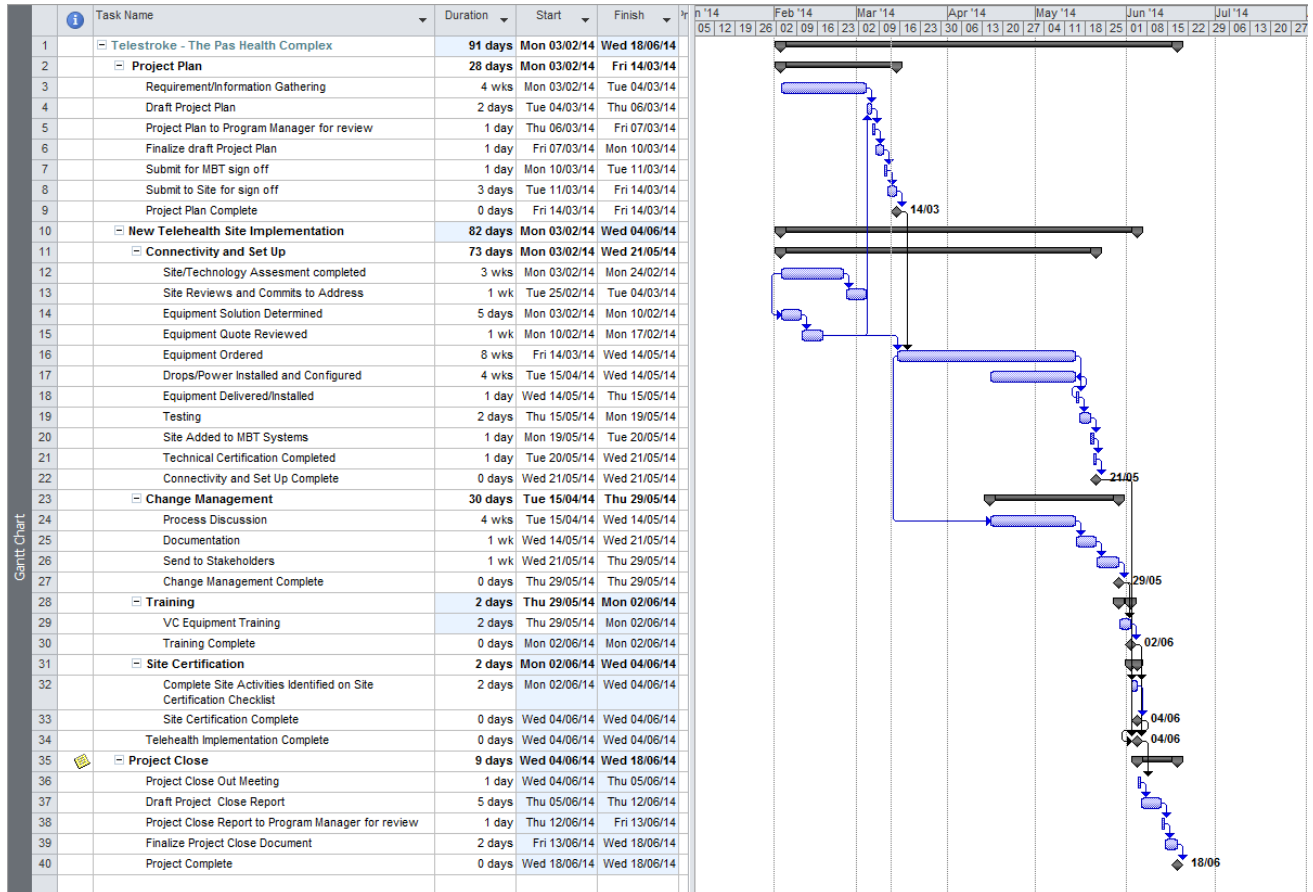 Task Name Duration Start Finish n '14 Feb '14 Mar '14 Apr '14 May '14 Jun '14 Jul '14
05 12 19 26 02 09 16 23 02 09 16 23 30 06 13 20 27 04 11 18 25 01 08 15 22 29 06 13 20 27
1 Telestroke - The Pas Health Complex 91 days Mon 03/02/14 Wed 18/06/14
2 Project Plan 28 days Mon 03/02/14 Fri 14/03/14
3 Requirement/Information Gathering 4 wks Mon 03/02/14 Tue 04/03/14
4 Draft Project Plan 2 days Tue 04/03/14 Thu 06/03/14
5 Project Plan to Program Manager for review 1 day Thu 06/03/14 Fri 07/03/14
6 Finalize draft Project Plan 1 day Fri 07/03/14 Mon 10/03/14
7 Submit for MBT sign off 1 day Mon 10/03/14 Tue 11/03/14
8 Submit to Site for sign off 3 days Tue 11/03/14 Fri 14/03/14
9 Project Plan Complete 0 days Fri 14/03/14 Fri 14/03/14 14/03
10 New Telehealth Site Implementation 82 days Mon 03/02/14 Wed 04/06/14
11 Connectivity and Set Up 73 days Mon 03/02/14 Wed 21/05/14
12 Site/Technology Assesment completed 3 wks Mon 03/02/14 Mon 24/02/14
13 Site Reviews and Commits to Address 1 wk Tue 25/02/14 Tue 04/03/14
14 Equipment Solution Determined 5 days Mon 03/02/14 Mon 10/02/14
15 Equipment Quote Reviewed 1 wk Mon 10/02/14 Mon 17/02/14
16 Equipment Ordered 8 wks Fri 14/03/14 Wed 14/05/14
17 Drops/Power Installed and Configured 4 wks Tue 15/04/14 Wed 14/05/14
18 Equipment Delivered/Installed 1 day Wed 14/05/14 Thu 15/05/14
19 Testing 2 days Thu 15/05/14 Mon 19/05/14
20 Site Added to MBT Systems 1 day Mon 19/05/14 Tue 20/05/14
21 Technical Certification Completed 1 day Tue 20/05/14 Wed 21/05/14
22 Connectivity and Set Up Complete 0 days Wed 21/05/14 Wed 21/05/14 21/05
23 Change Management 30 days Tue 15/04/14 Thu 29/05/14
24 Process Discussion 4 wks Tue 15/04/14 Wed 14/05/14
25 Documentation 1 wk Wed 14/05/14 Wed 21/05/14
26 Send to Stakeholders 1 wk Wed 21/05/14 Thu 29/05/14
27 Change Management Complete 0 days Thu 29/05/14 Thu 29/05/14 29/05
28 Training 2 days Thu 29/05/14 Mon 02/06/14
29 VC Equipment Training 2 days Thu 29/05/14 Mon 02/06/14
30 Training Complete 0 days Mon 02/06/14 Mon 02/06/14 02/06
31 Site Certification 2 days Mon 02/06/14 Wed 04/06/14
32 Complete Site Activities Identified on Site 2 days Mon 02/06/14 Wed 04/06/14
Certification Checklist
33 Site Certification Complete 0 days Wed 04/06/14 Wed 04/06/14 04/06
34 Telehealth Implementation Complete 0 days Wed 04/06/14 Wed 04/06/14 04/06
35 Project Close 9 days Wed 04/06/14 Wed 18/06/14
36 Project Close Out Meeting 1 day Wed 04/06/14 Thu 05/06/14
37 Draft Project Close Report 5 days Thu 05/06/14 Thu 12/06/14
38 Project Close Report to Program Manager for review 1 day Thu 12/06/14 Fri 13/06/14
39 Finalize Project Close Document 2 days Fri 13/06/14 Wed 18/06/14
40 Project Complete 0 days Wed 18/06/14 Wed 18/06/14 18/06
Gantt Chart